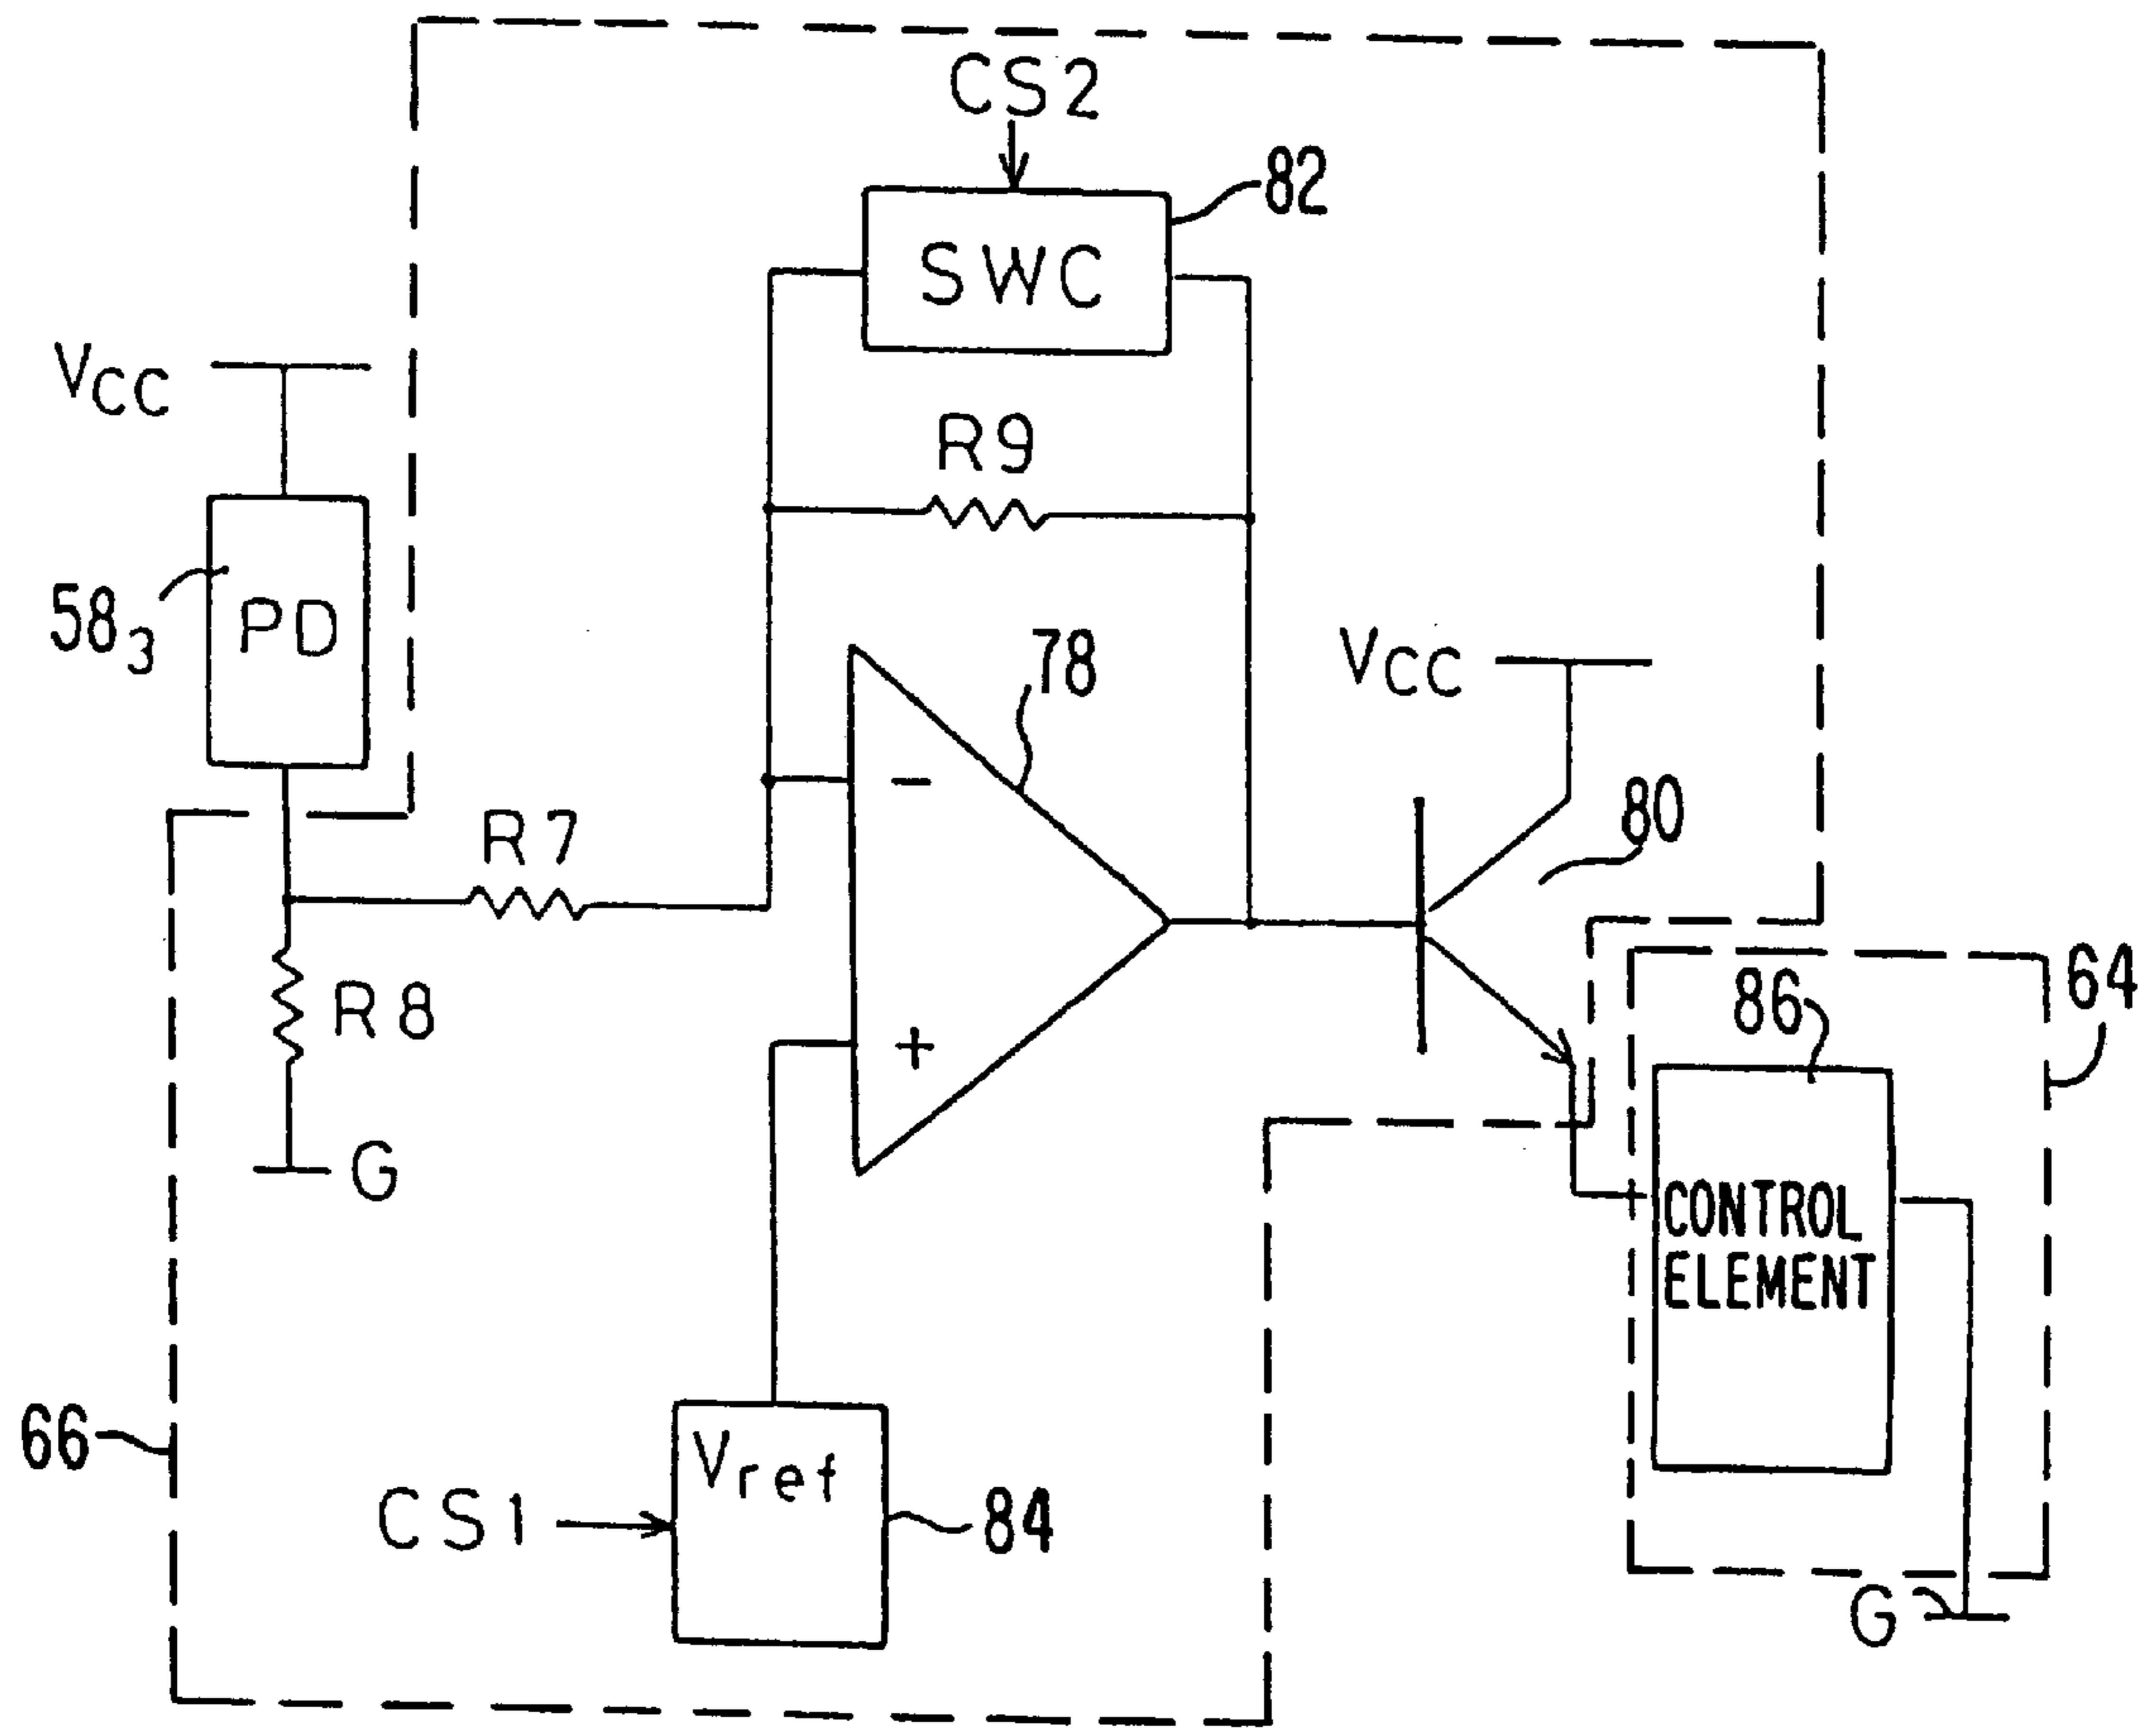 CS2
82
SWC
VCC
R9
583
PD
78
VCC
-
80
R7
86
64
R8
+
G
CONTROL
ELEMENT
66
Vref
CS1
84
G